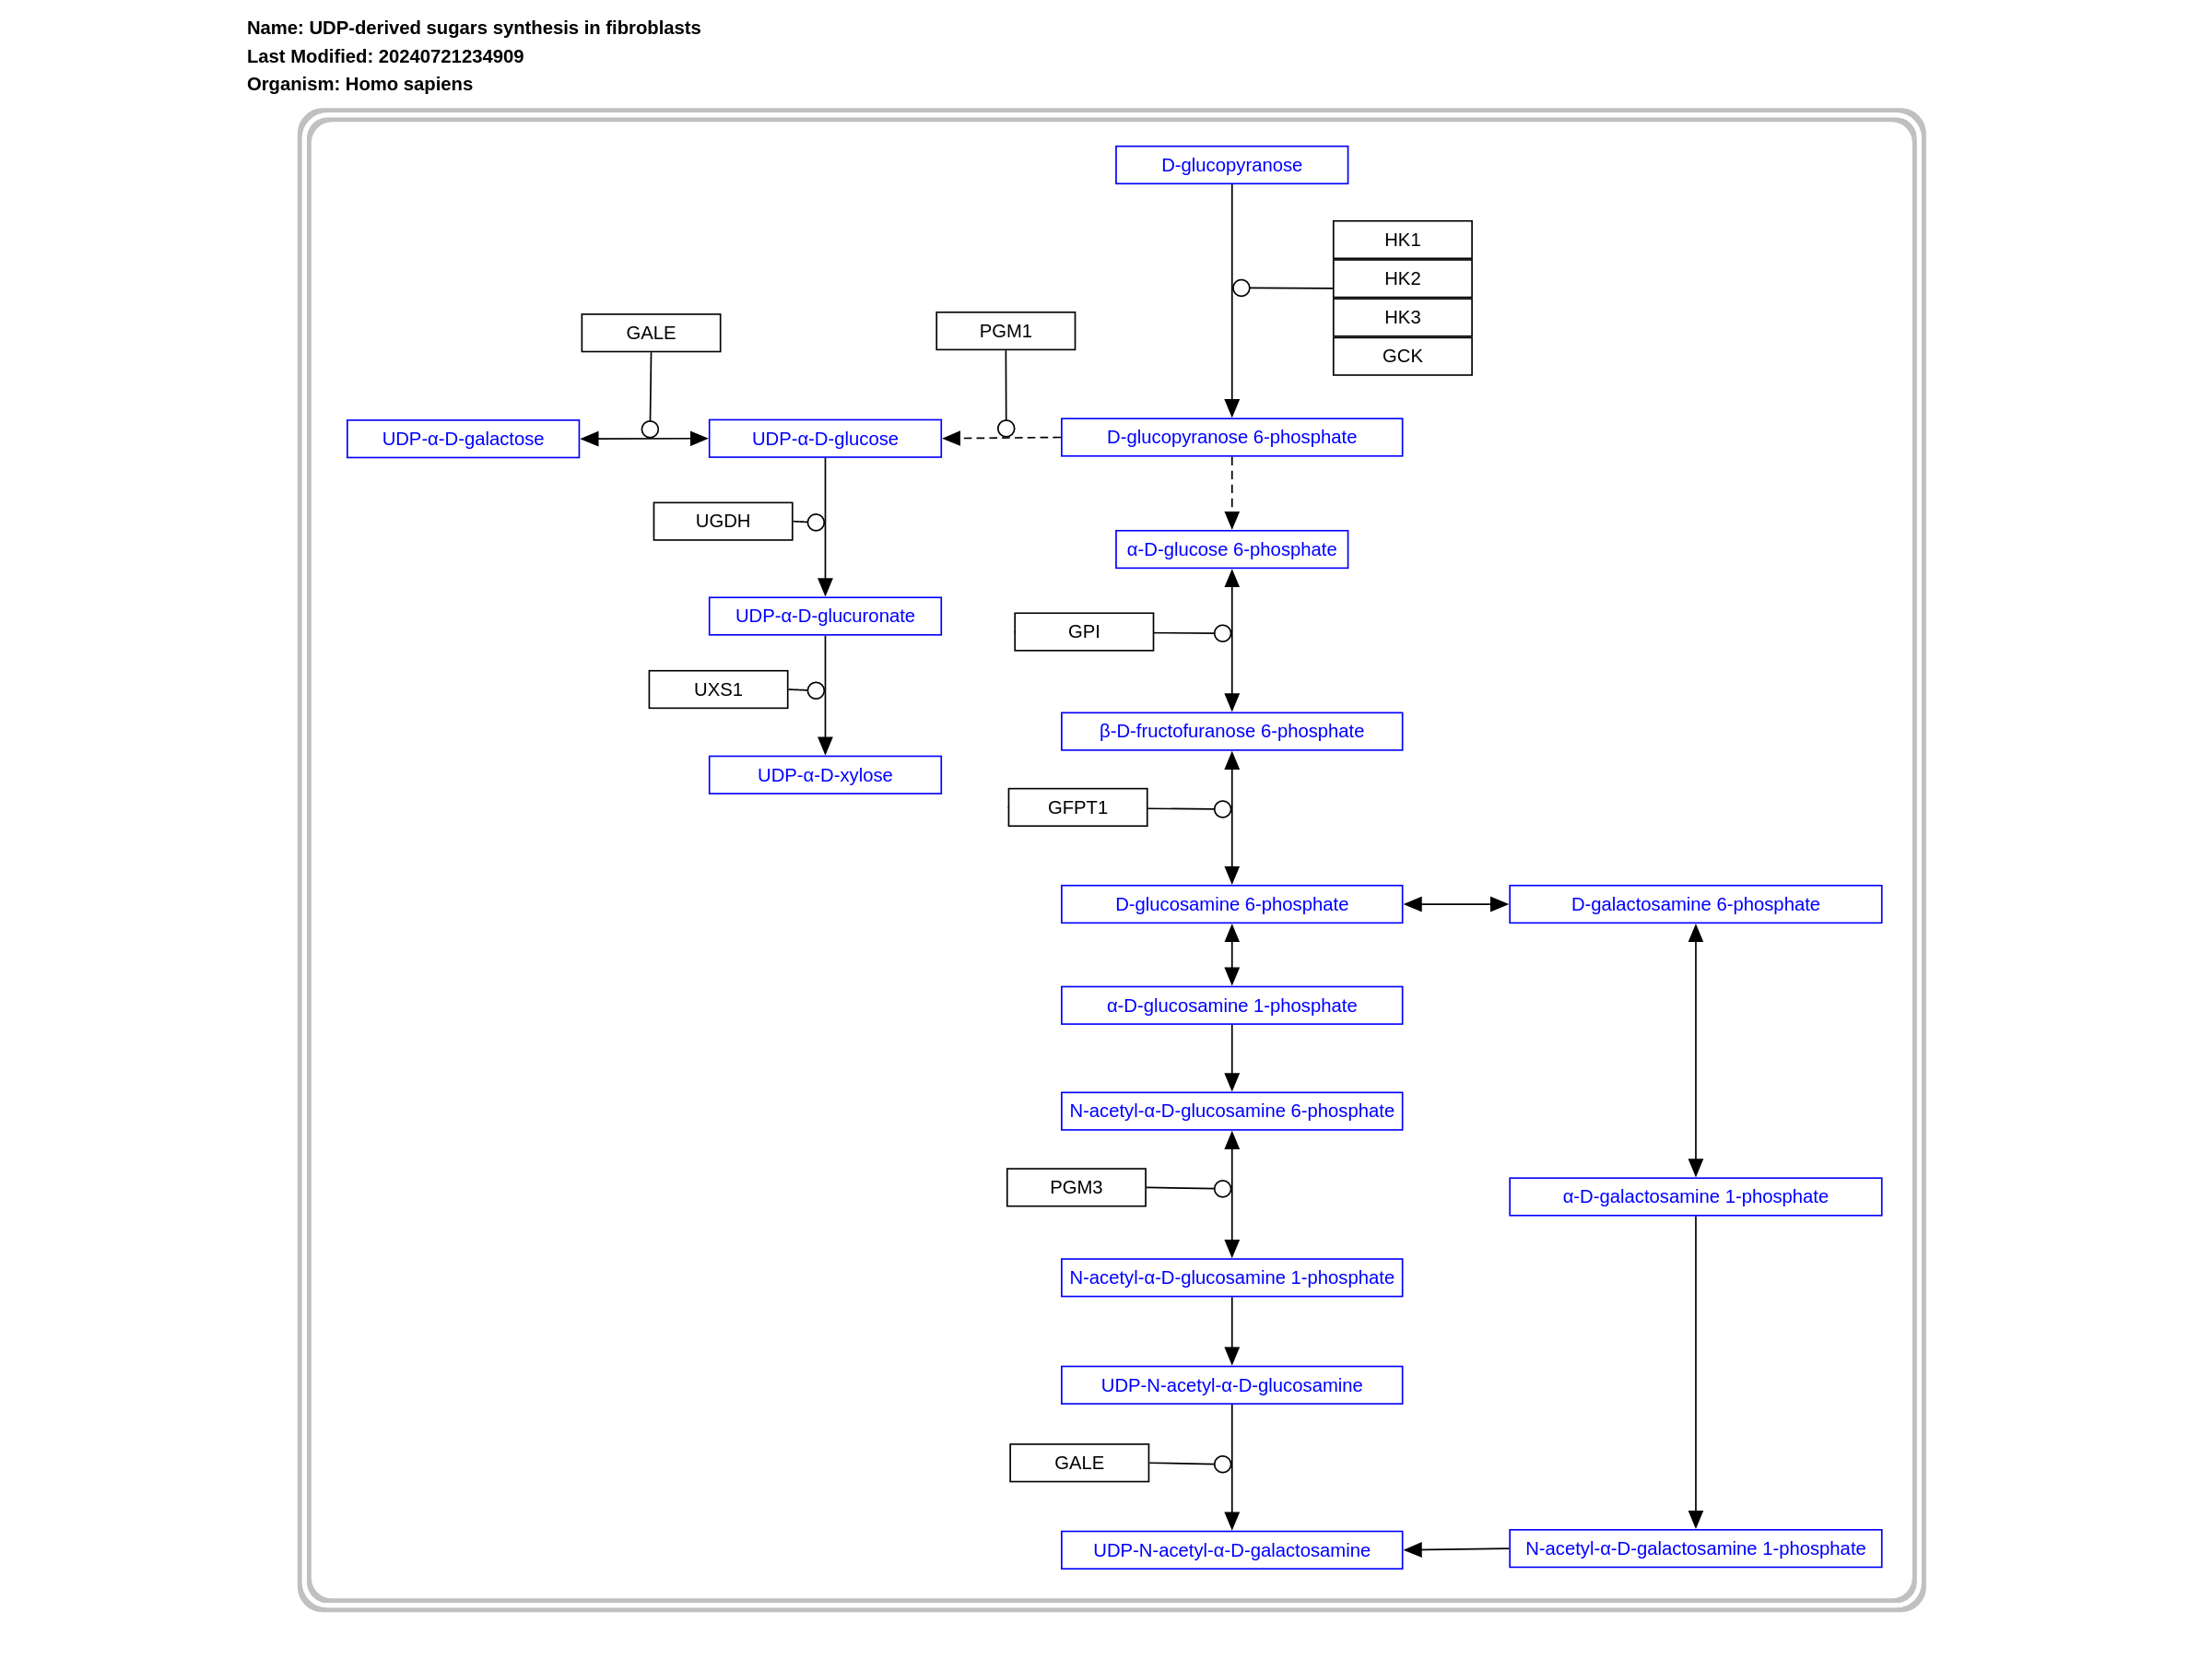 Name: UDP-derived sugars synthesis in fibroblasts
Last Modified: 20240721234909
Organism: Homo sapiens
D-glucopyranose
HK1
HK2
HK3
GCK
GALE
PGM1
UDP-α-D-galactose
UDP-α-D-glucose
D-glucopyranose 6-phosphate
UGDH
α-D-glucose 6-phosphate
UDP-α-D-glucuronate
GPI
UXS1
β-D-fructofuranose 6-phosphate
UDP-α-D-xylose
GFPT1
D-glucosamine 6-phosphate
D-galactosamine 6-phosphate
α-D-glucosamine 1-phosphate
N-acetyl-α-D-glucosamine 6-phosphate
PGM3
α-D-galactosamine 1-phosphate
N-acetyl-α-D-glucosamine 1-phosphate
UDP-N-acetyl-α-D-glucosamine
GALE
UDP-N-acetyl-α-D-galactosamine
N-acetyl-α-D-galactosamine 1-phosphate